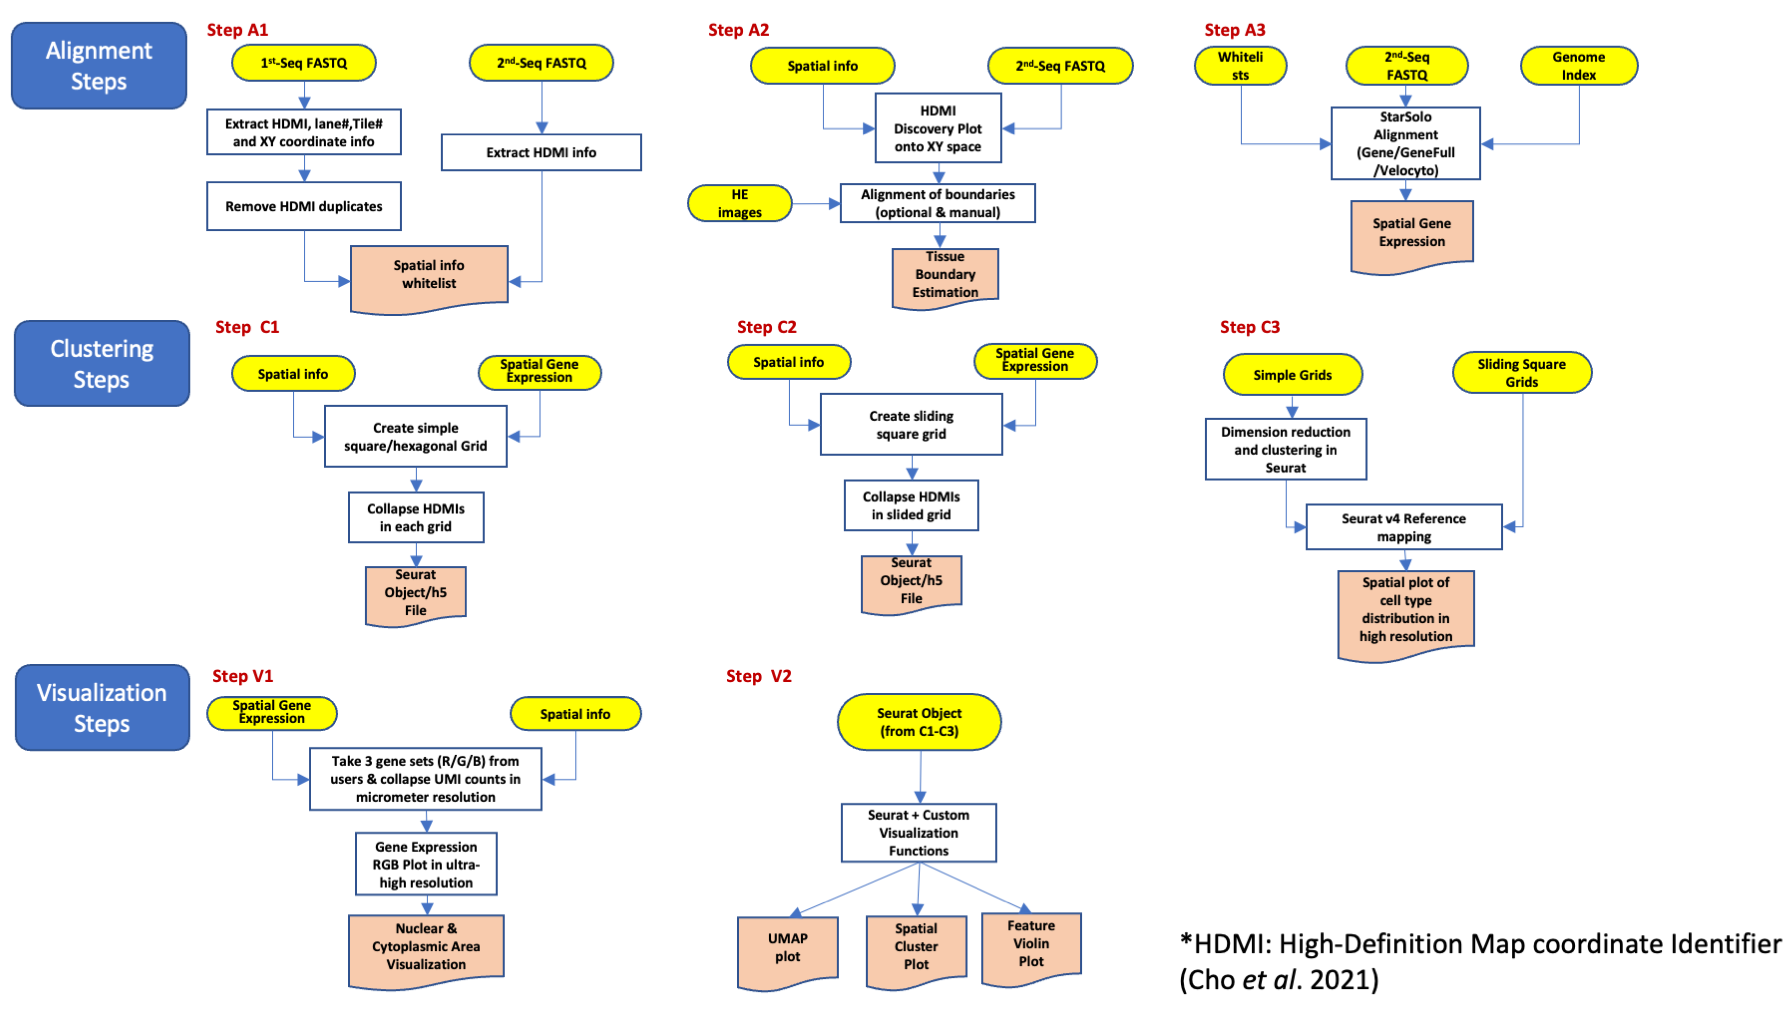 Alignment
Steps
Step A1
1st-Seq FASTQ
2nd-Seq FASTQ
Extract HDMI, lane#,Tile#
and XY coordinate info
Extract HDMI info
Remove HDMI duplicates
Spatial info
whitelist
Step A2
Spatial info
2nd-Seq FASTQ
HDMI
Discovery Plot
onto XY space
HE
images
Alignment of boundaries
(optional & manual)
Tissue
Boundary
Estimation
Step A3
Whiteli
sts
2nd-Seq
FASTQ
Genome
Index
StarSolo
Alignment
(Gene/GeneFull
/Velocyto)
Spatial Gene
Expression
Clustering
Steps
Step C1
Spatial info
Spatial Gene
Expression
Create simple
square/hexagonal Grid
Collapse HDMIs
in each grid
Seurat
Object/h5
File
Step C2
Spatial info
Spatial Gene
Expression
Create sliding
square grid
Collapse HDMIs
in slided grid
Seurat
Object/h5
File
Step C3
Simple Grids
Sliding Square
Grids
Dimension reduction
and clustering in
Seurat
Seurat v4 Reference
mapping
Spatial plot of
cell type
distribution in
high resolution
Visualization
Steps
Step V1
Spatial Gene
Expression
Spatial info
Take 3 gene sets (R/G/B) from
users & collapse UMI counts in
micrometer resolution
Gene Expression
RGB Plot in ultra-
high resolution
Nuclear &
Cytoplasmic Area
Visualization
Step V2
Seurat Object
(from C1-C3)
Seurat + Custom
Visualization
Functions
UMAP
plot
Spatial
Cluster
Plot
Feature
Violin
Plot
*HDMI: High-Definition Map coordinate Identifier
(Cho et al. 2021)